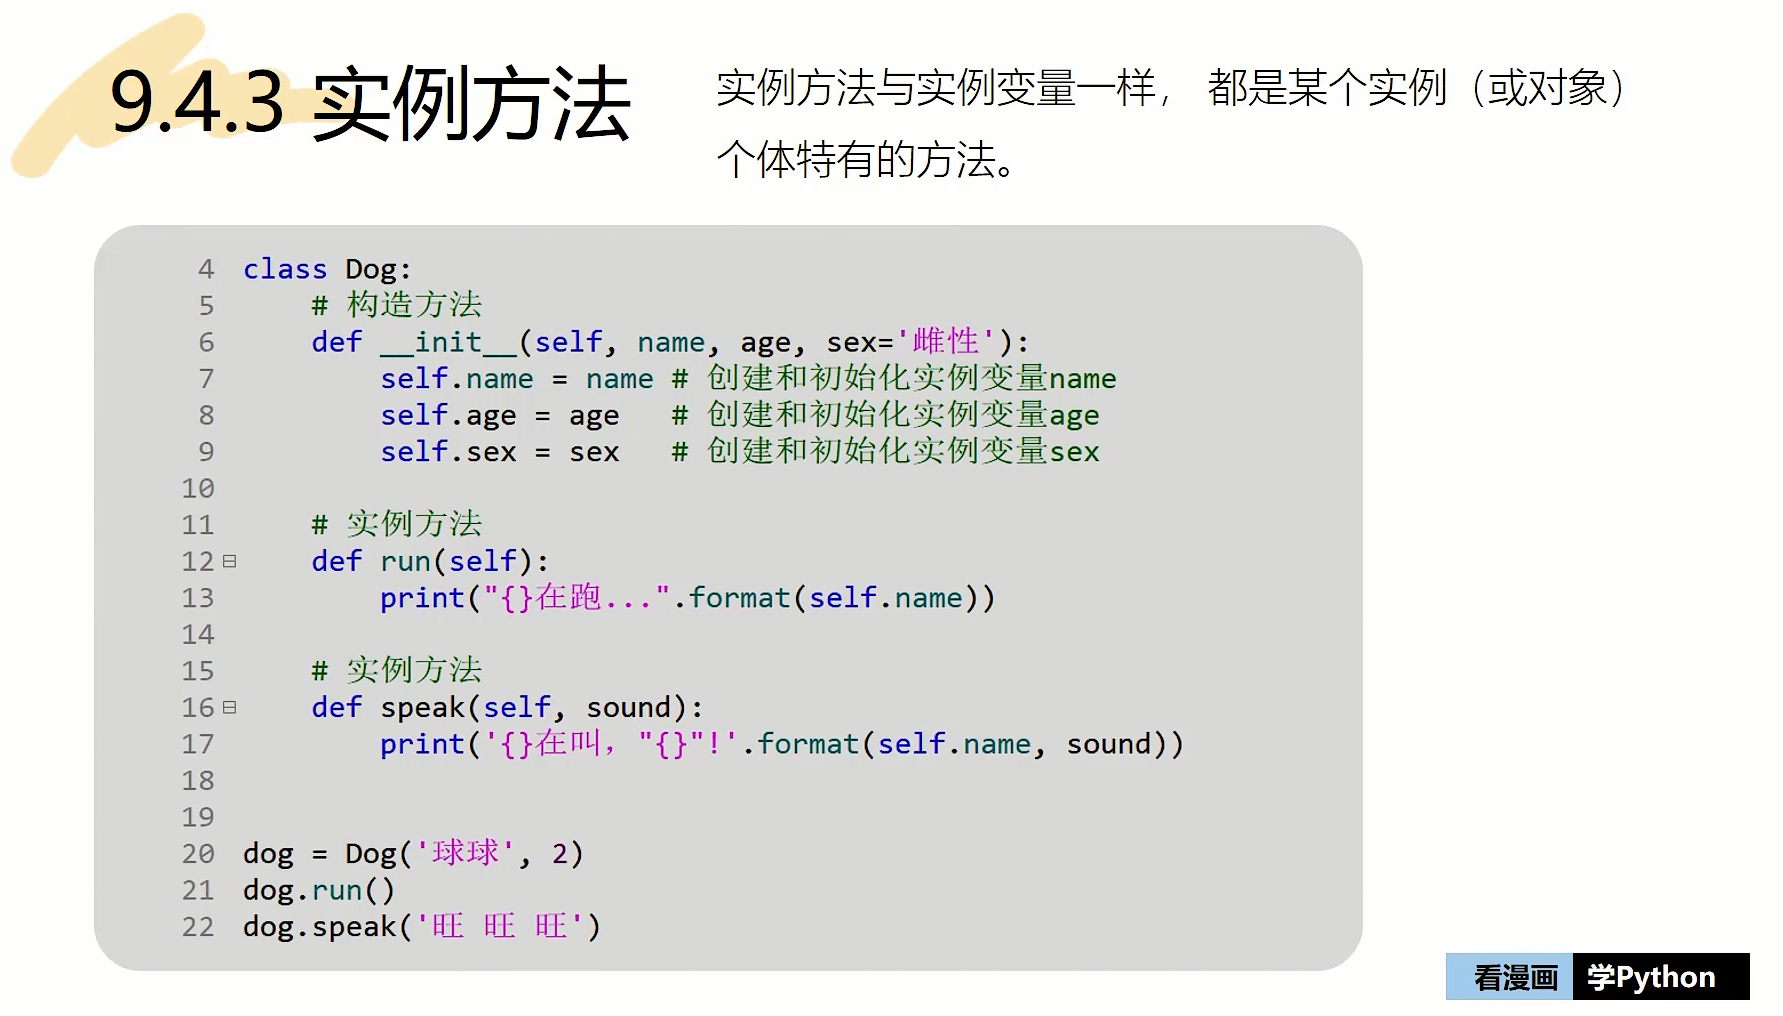 9.4.3 实例方法
实例方法与实例变量一样， 都是某个实例（或对象）
个体特有的方法。
4 class Dog:
5     # 构造方法
6     def __init__(self, name, age, sex='雌性'):
7         self.name = name # 创建和初始化实例变量name
8         self.age = age   # 创建和初始化实例变量age
9         self.sex = sex   # 创建和初始化实例变量sex
10
11     # 实例方法
12     def run(self):
13         print("{}在跑...".format(self.name))
14
15     # 实例方法
16     def speak(self, sound):
17         print('{}在叫，"{}"!'.format(self.name, sound))
18
19
20 dog = Dog('球球', 2)
21 dog.run()
22 dog.speak('旺 旺 旺')
看漫画 学Python